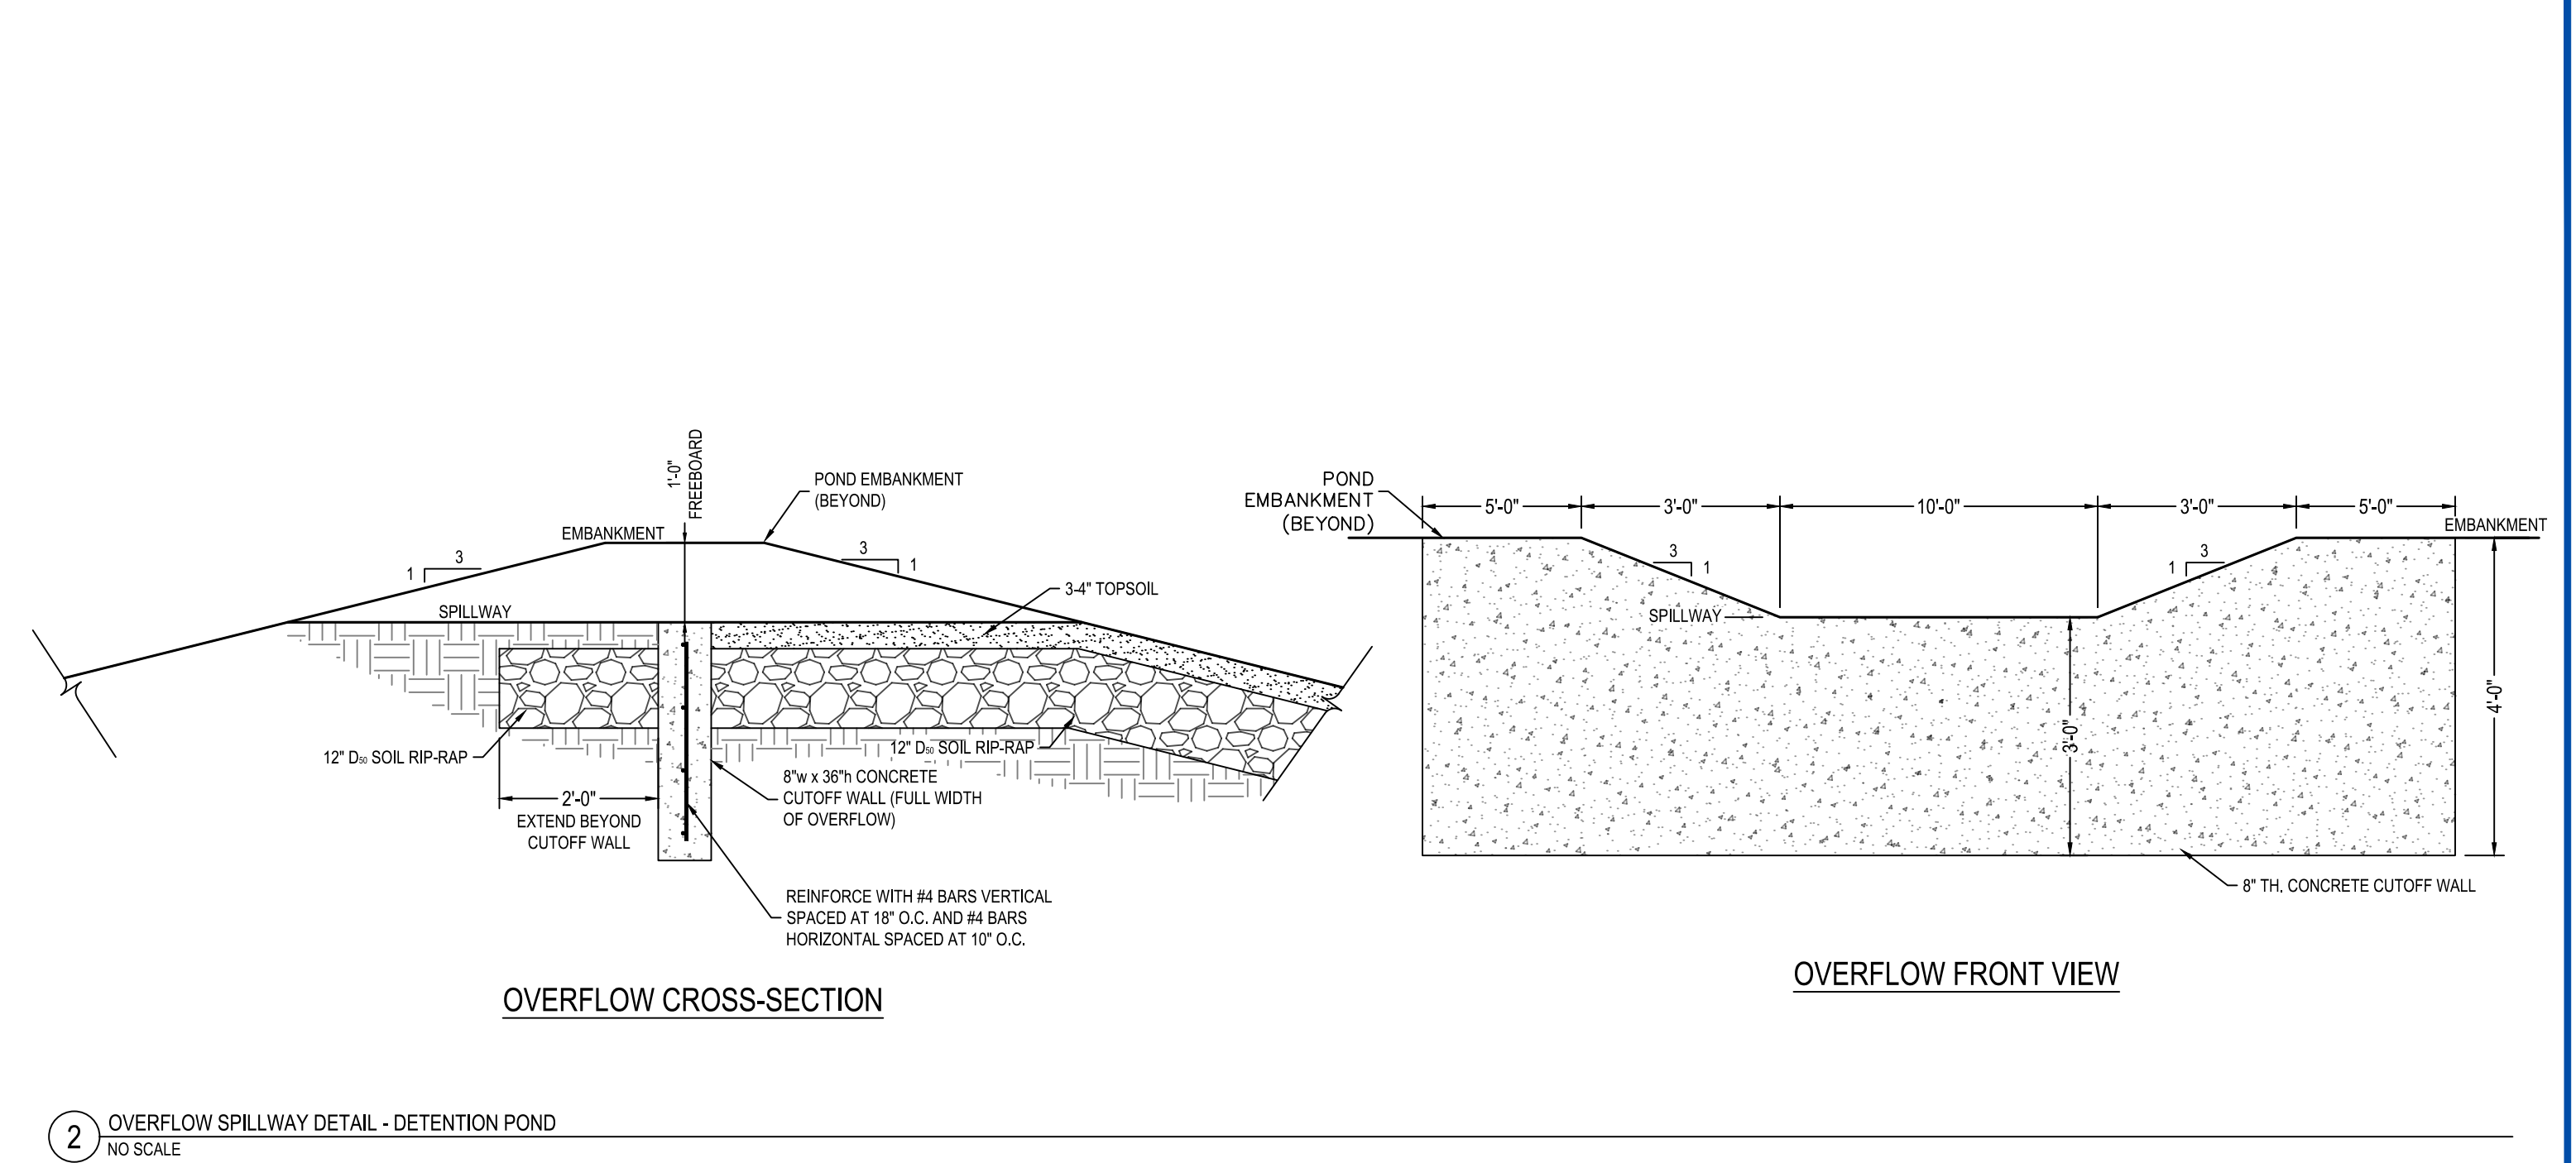 1'-0"
FREEBOARD
POND EMBANKMENT
(BEYOND)
EMBANKMENT
3
1
3
1
3-4" TOPSOIL
SPILLWAY
12" D50 SOIL RIP-RAP
12" D50 SOIL RIP-RAP
2'-0"
EXTEND BEYOND
CUTOFF WALL
8"w x 36"h CONCRETE
CUTOFF WALL (FULL WIDTH
OF OVERFLOW)
REINFORCE WITH #4 BARS VERTICAL
SPACED AT 18" O.C. AND #4 BARS
HORIZONTAL SPACED AT 10" O.C.
OVERFLOW CROSS-SECTION
POND
EMBANKMENT
(BEYOND)
5'-0"
3'-0"
10'-0"
3'-0"
5'-0"
EMBANKMENT
3
1
3
1
SPILLWAY
3'-0"
4'-0"
8" TH, CONCRETE CUTOFF WALL
OVERFLOW FRONT VIEW
2
OVERFLOW SPILLWAY DETAIL - DETENTION POND
NO SCALE